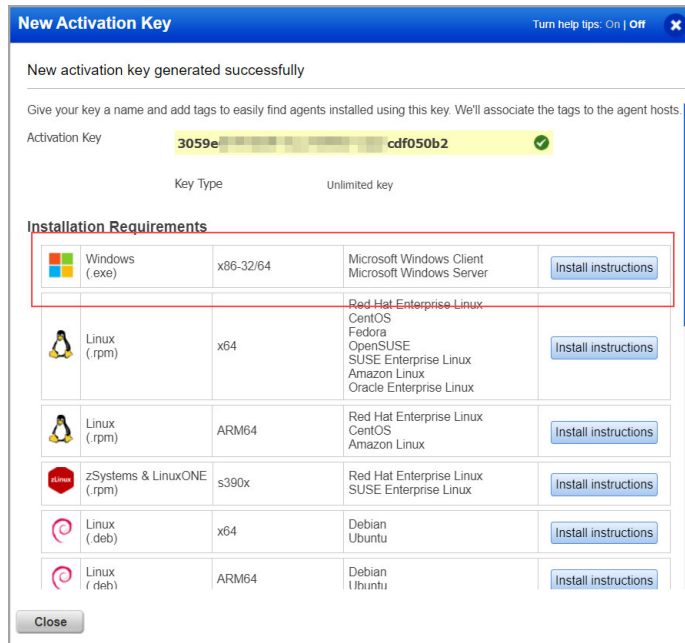 New Activation Key
Turn help tips: On | Off
New activation key generated successfully
Give your key a name and add tags to easily find agents installed using this key. We'll associate the tags to the agent hosts.
Activation Key
3059e cdf050b2
Key Type
Unlimited key
Installation Requirements
Windows
(.exe)
x86-32/64
Microsoft Windows Client
Microsoft Windows Server
Install instructions
Linux
(.rpm)
x64
Red Hat Enterprise Linux
CentOS
Fedora
OpenSUSE
SUSE Enterprise Linux
Amazon Linux
Oracle Enterprise Linux
Install instructions
Linux
(.rpm)
ARM64
Red Hat Enterprise Linux
CentOS
Amazon Linux
Install instructions
zLinux
zSystems & LinuxONE
(.rpm)
s390x
Red Hat Enterprise Linux
SUSE Enterprise Linux
Install instructions
Linux
(.deb)
x64
Debian
Ubuntu
Install instructions
Linux
(.deb)
ARM64
Debian
Ubuntu
Install instructions
Close